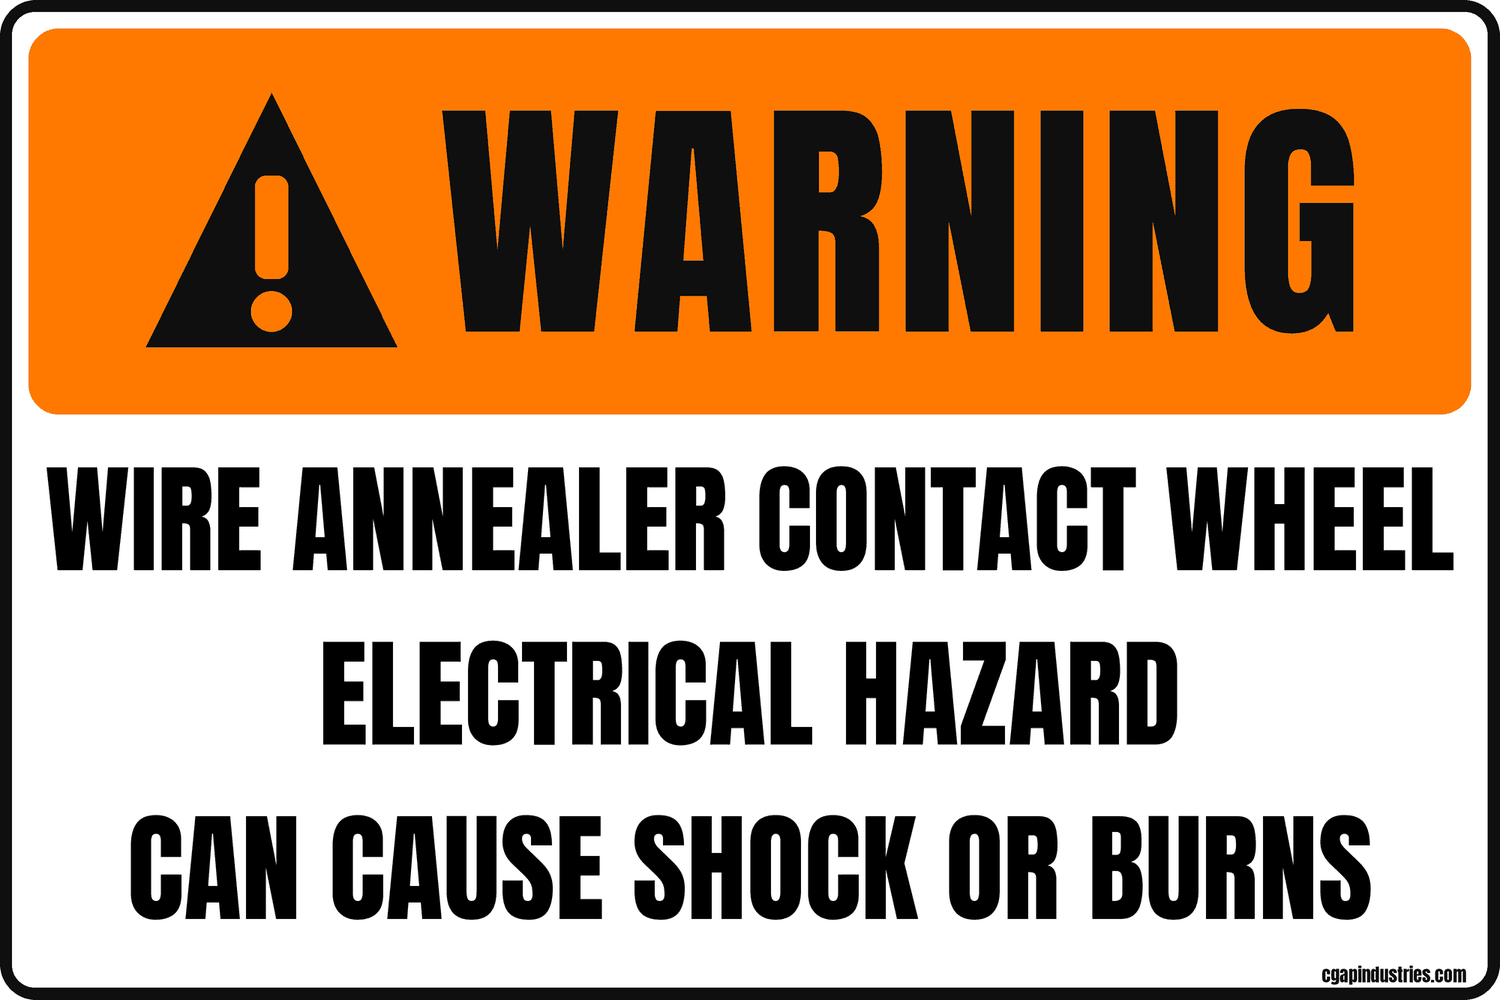 WARNING
WIRE ANNEALER CONTACT WHEEL
ELECTRICAL HAZARD
CAN CAUSE SHOCK OR BURNS
cgapindustries.com